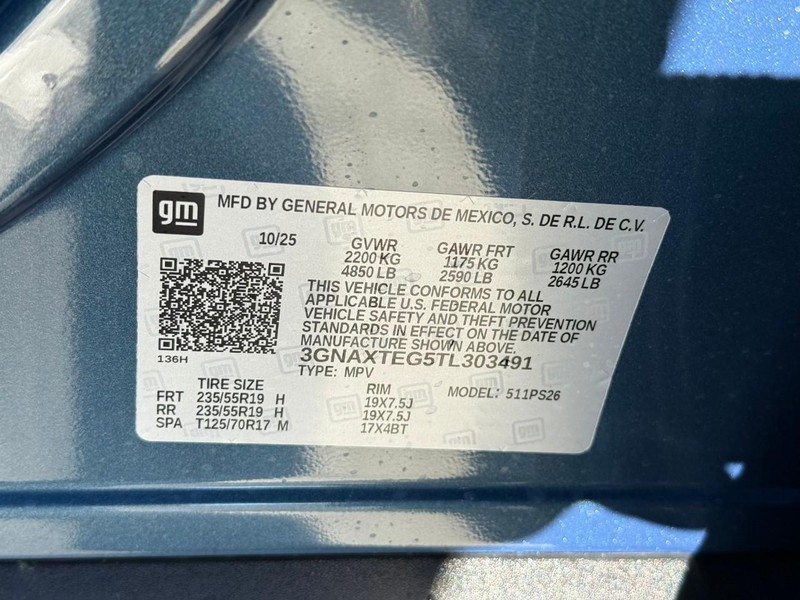 gm MFD BY GENERAL MOTORS DE MEXICO, S. DE R.L. DE C.V.
10/25 GVWR GAWR FRT GAWR RR
2200 KG 1175 KG 1200 KG
4850 LB 2590 LB 2645 LB
THIS VEHICLE CONFORMS TO ALL
APPLICABLE U.S. FEDERAL MOTOR
VEHICLE SAFETY AND THEFT PREVENTION
STANDARDS IN EFFECT ON THE DATE OF
MANUFACTURE SHOWN ABOVE.
136H
3GNAXTEG5TL303491
TYPE: MPV
TIRE SIZE RIM MODEL: 511PS26
FRT 235/55R19 H 19X7.5J
RR 235/55R19 H 19X7.5J
SPA T125/70R17 M 17X4BT